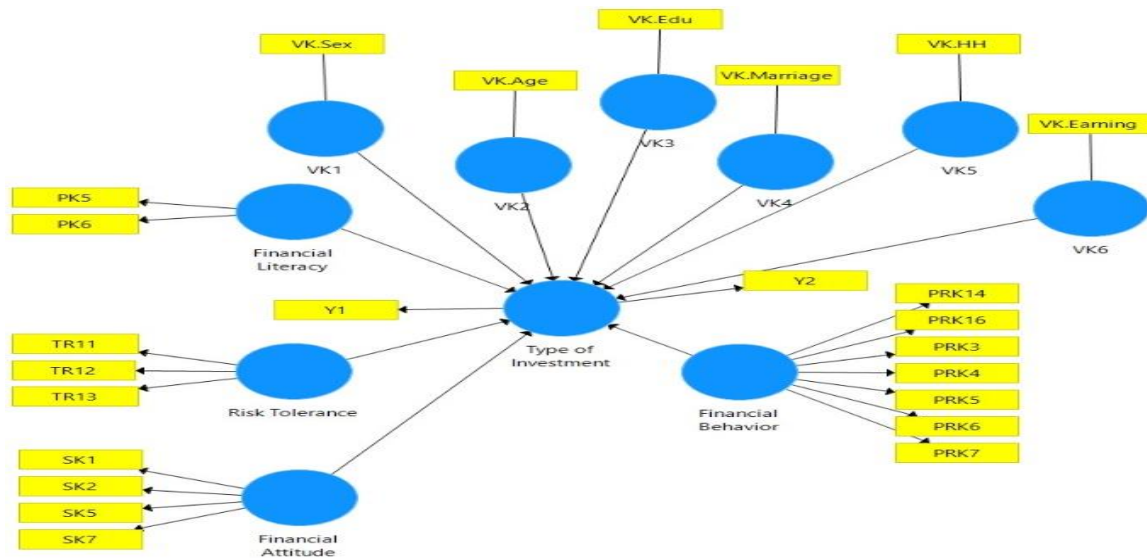 VK.Edu
VK.Sex
VK.HH
VK.Age
VK.Marriage
VK.Earning
VK1
VK2
VK3
VK4
VK5
VK6
PK5
PK6
Financial
Literacy
Y1
Y2
Type of
Investment
TR11
TR12
TR13
Risk Tolerance
PRK14
PRK16
PRK3
PRK4
PRK5
PRK6
PRK7
Financial
Behavior
SK1
SK2
SK5
SK7
Financial
Attitude